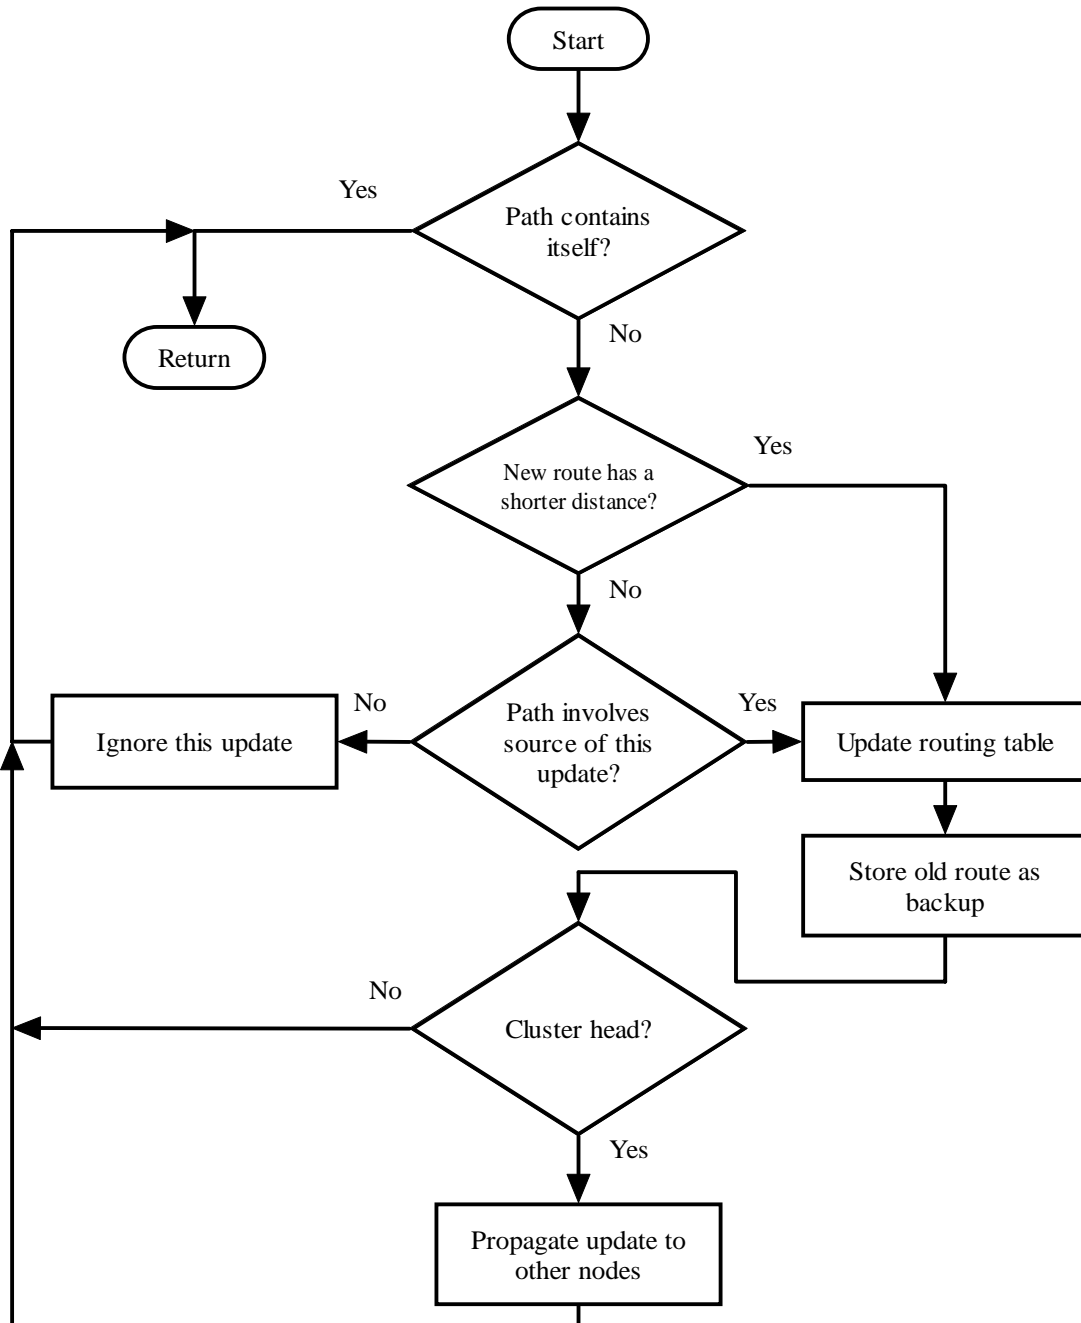 Start
Yes
Path contains
itself?
No
Return
New route has a
shorter distance?
Yes
No
Ignore this update
No
Path involves
source of this
update?
Yes
Update routing table
Store old route as
backup
No
Cluster head?
Yes
Propagate update to
other nodes